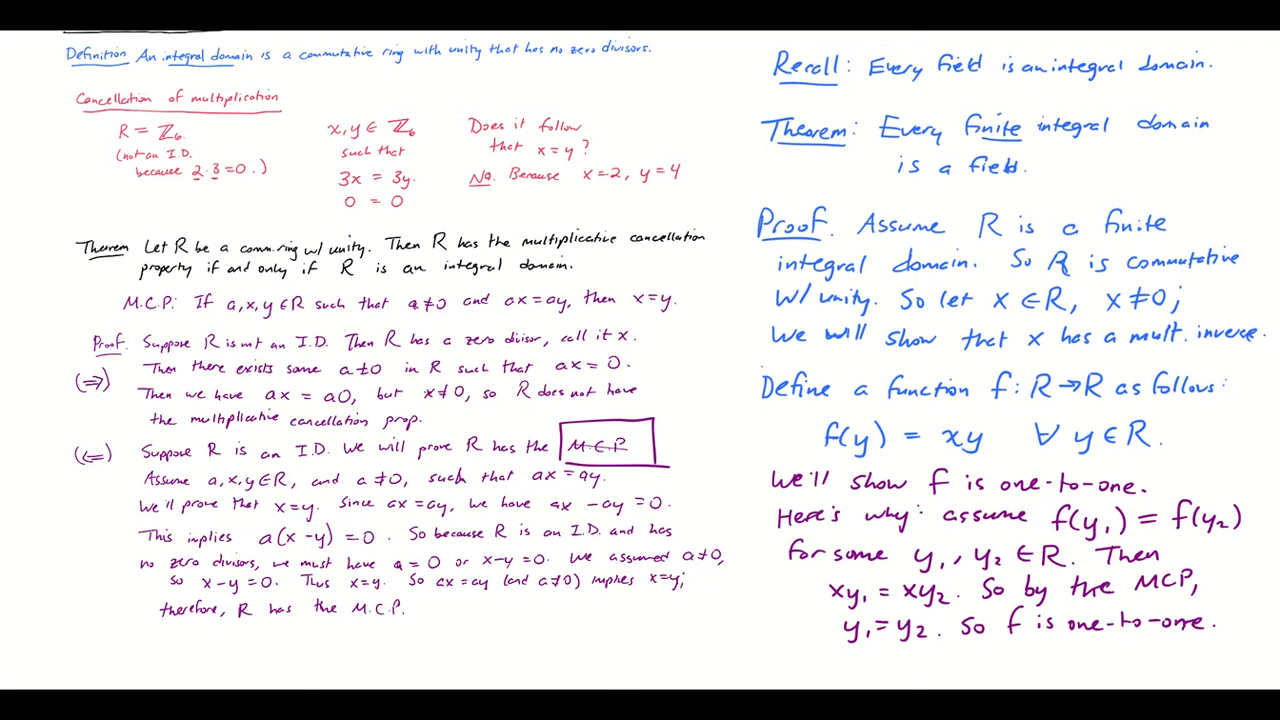 Definition An integral domain is a commutative ring with unity that has no zero divisors.
Cancellation of multiplication
R = ℤ₆.
(not an I.D.
because 2·3=0.)
x, y ∈ ℤ₆
such that
3x = 3y.
0 = 0
Does it follow
that x=y?
No. Because x=2, y=4
Theorem Let R be a comm. ring w/ unity. Then R has the multiplicative cancellation
property if and only if R is an integral domain.
M.C.P: If a,x,y ∈ R such that a≠0 and ax=ay, then x=y.
Proof. Suppose R is not an I.D. Then R has a zero divisor, call it x.
(⇒) Then there exists some a≠0 in R such that ax=0.
Then we have ax = a0, but x≠0, so R does not have
the multiplicative cancellation prop.
(⇐) Suppose R is an I.D. We will prove R has the M.C.P
Assume a,x,y∈R, and a≠0, such that ax=ay.
We'll prove that x=y. Since ax=ay, we have ax-ay=0.
This implies a(x-y)=0. So because R is an I.D. and has
no zero divisors, we must have a=0 or x-y=0. We assumed a≠0,
so x-y=0. Thus x=y. So ax=ay (and a≠0) implies x=y;
therefore, R has the M.C.P.
Recall: Every field is an integral domain.
Theorem: Every finite integral domain
is a field.
Proof. Assume R is a finite
integral domain. So R is commutative
w/ unity. So let x∈R, x≠0;
we will show that x has a mult. inverse.
Define a function f: R→R as follows:
f(y) = xy ∀ y∈R.
We'll show f is one-to-one.
Here's why: assume f(y₁) = f(y₂)
for some y₁, y₂ ∈ R. Then
xy₁ = xy₂. So by the MCP,
y₁=y₂. So f is one-to-one.